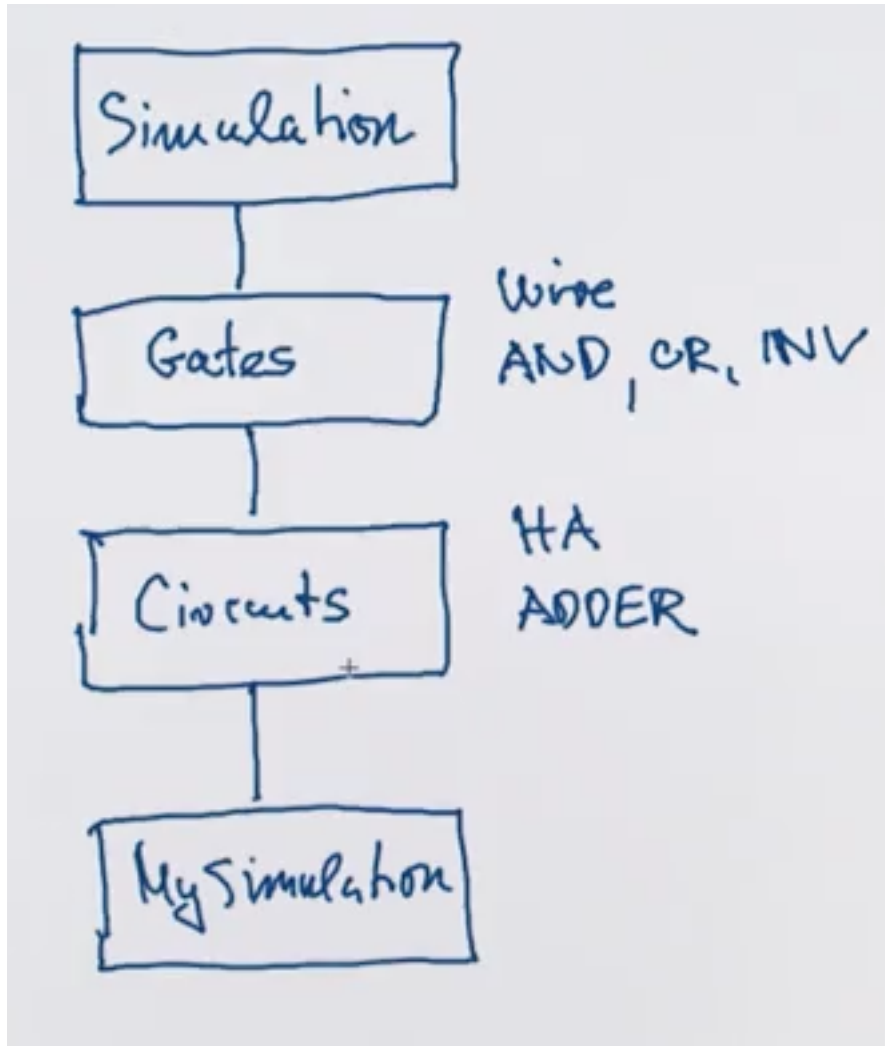 Simulation
Wire
Gates
AND, OR, INV
HA
Circuits
ADDER
MySimulation